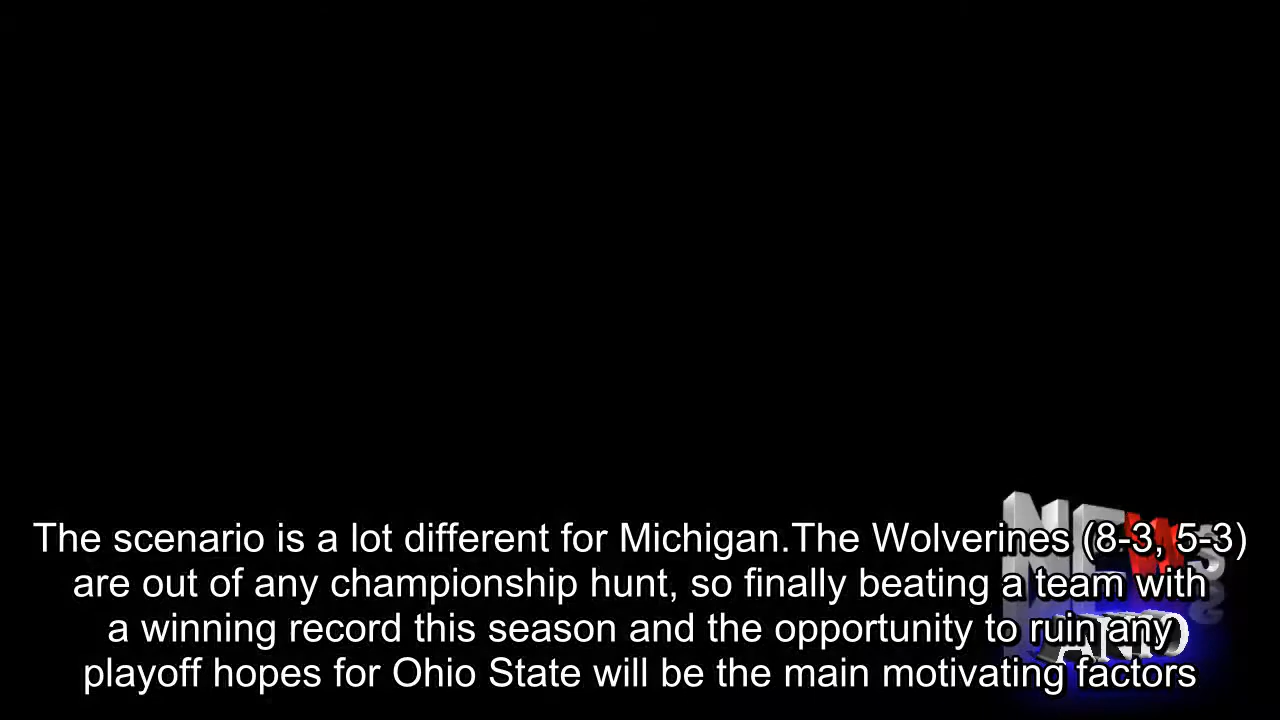 The scenario is a lot different for Michigan.The Wolverines (8-3, 5-3)
are out of any championship hunt, so finally beating a team with
a winning record this season and the opportunity to ruin any
playoff hopes for Ohio State will be the main motivating factors
NEWS
AND